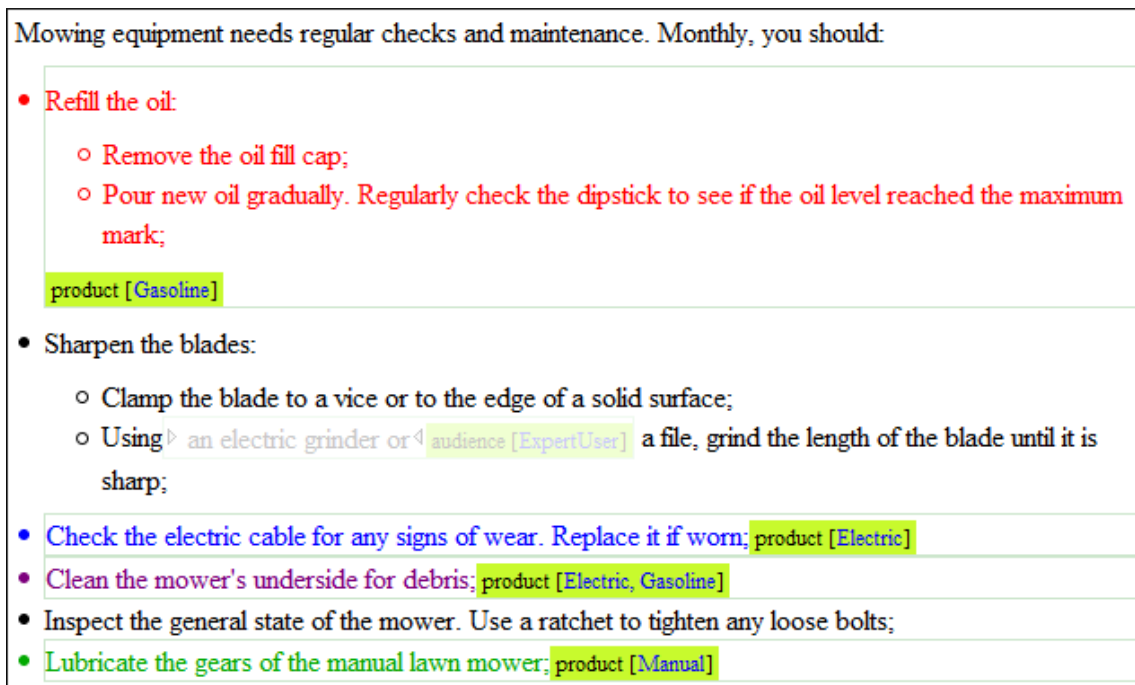 Mowing equipment needs regular checks and maintenance. Monthly, you should:
Refill the oil:
Remove the oil fill cap;
Pour new oil gradually. Regularly check the dipstick to see if the oil level reached the maximum
mark;
product [Gasoline]
Sharpen the blades:
Clamp the blade to a vice or to the edge of a solid surface;
Using an electric grinder or audience [ExpertUser] a file, grind the length of the blade until it is
sharp;
Check the electric cable for any signs of wear. Replace it if worn; product [Electric]
Clean the mower's underside for debris; product [Electric, Gasoline]
Inspect the general state of the mower. Use a ratchet to tighten any loose bolts;
Lubricate the gears of the manual lawn mower; product [Manual]